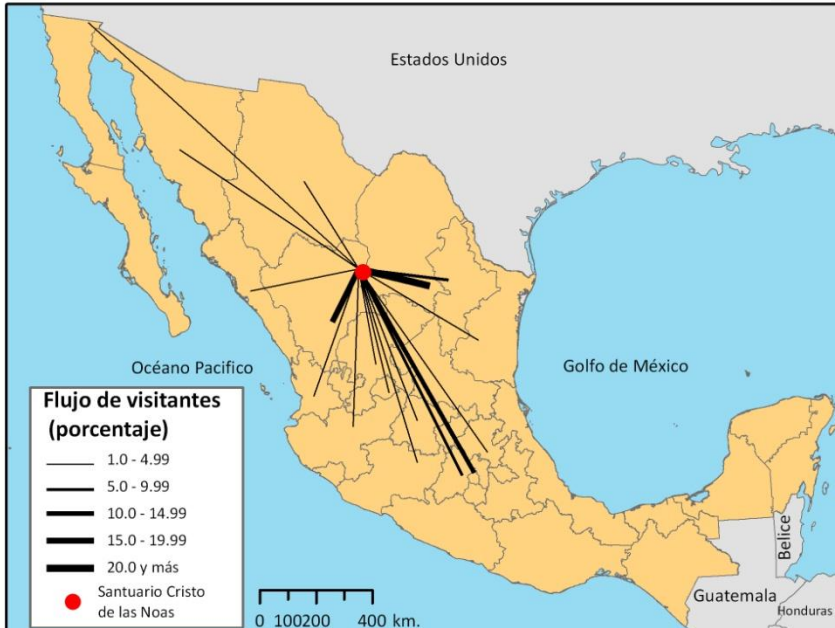 Estados Unidos
Océano Pacifico
Golfo de México
Flujo de visitantes
(porcentaje)
1.0 - 4.99
5.0 - 9.99
10.0 - 14.99
15.0 - 19.99
20.0 y más
Santuario Cristo
de las Noas
0 100200 400 km.
Belice
Guatemala
Honduras